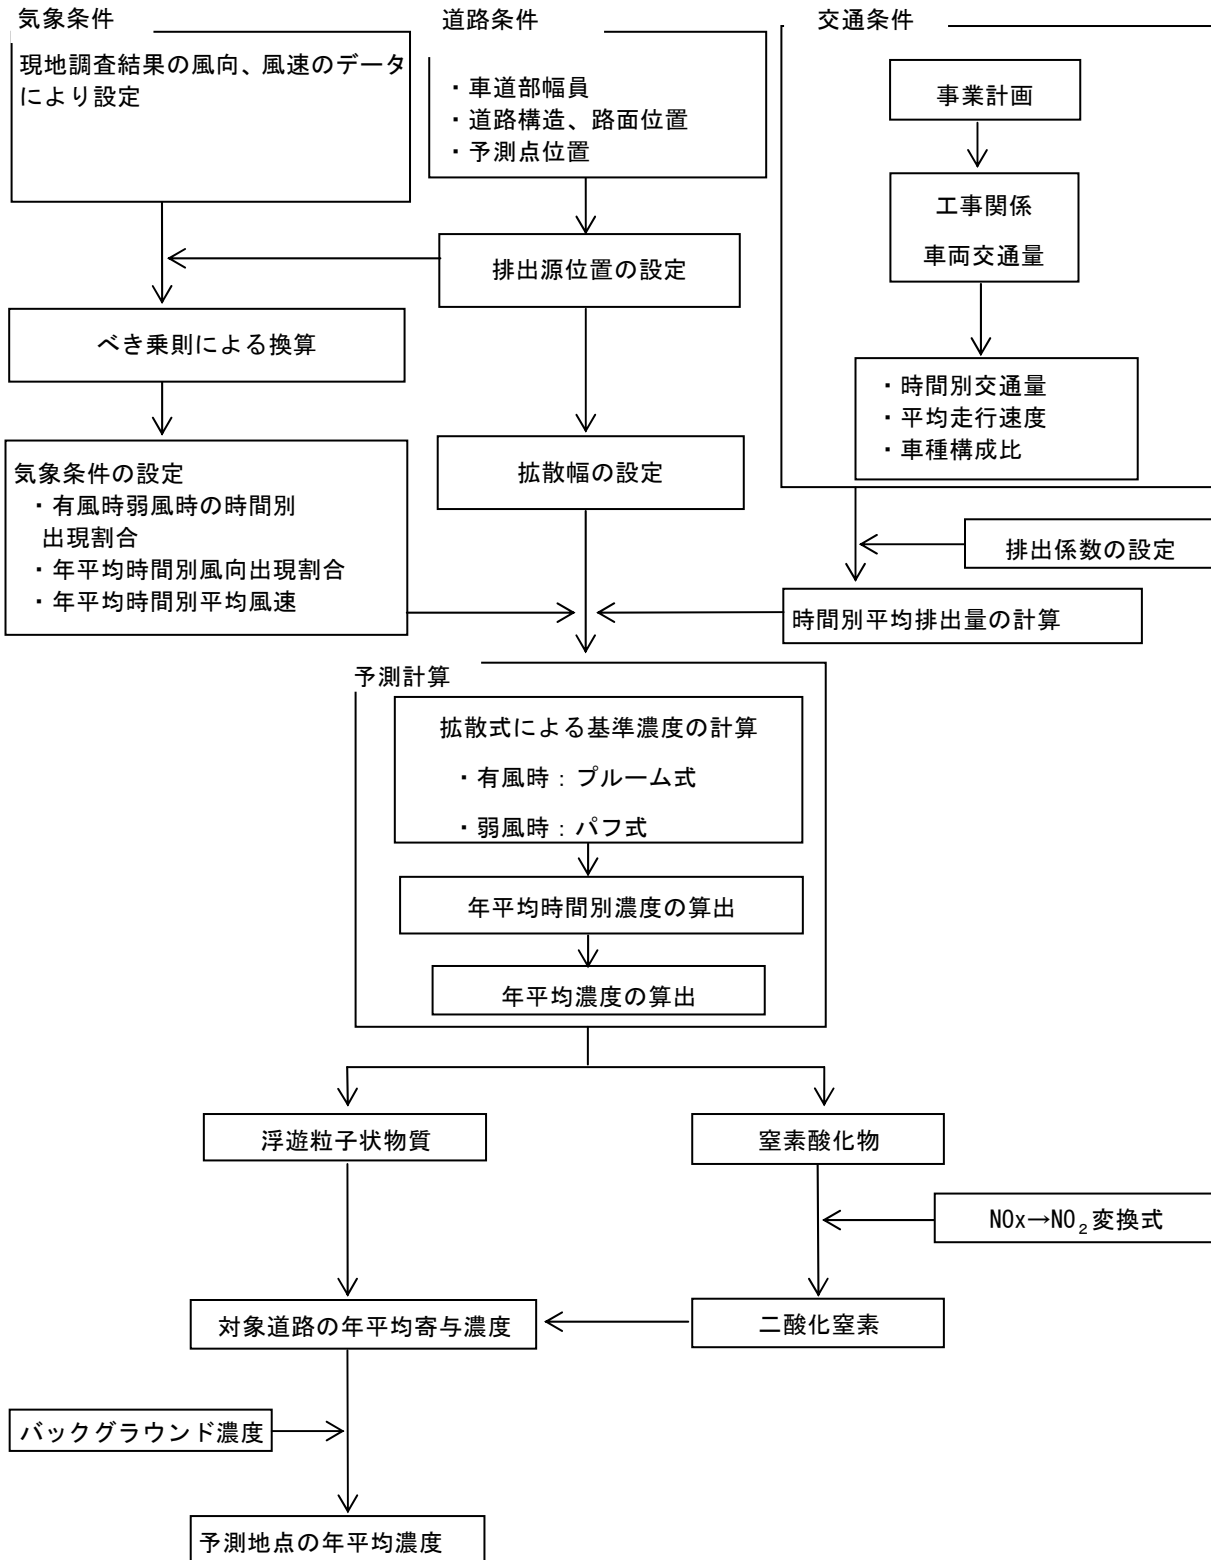 気象条件
現地調査結果の風向、風速のデータ
により設定
道路条件
・車道部幅員
・道路構造、路面位置
・予測点位置
交通条件
事業計画
工事関係
車両交通量
・時間別交通量
・平均走行速度
・車種構成比
排出源位置の設定
べき乗則による換算
気象条件の設定
・有風時弱風時の時間別
出現割合
・年平均時間別風向出現割合
・年平均時間別平均風速
拡散幅の設定
排出係数の設定
時間別平均排出量の計算
予測計算
拡散式による基準濃度の計算
・有風時：プルーム式
・弱風時：パフ式
年平均時間別濃度の算出
年平均濃度の算出
浮遊粒子状物質
窒素酸化物
NOx→NO₂変換式
対象道路の年平均寄与濃度
二酸化窒素
バックグラウンド濃度
予測地点の年平均濃度